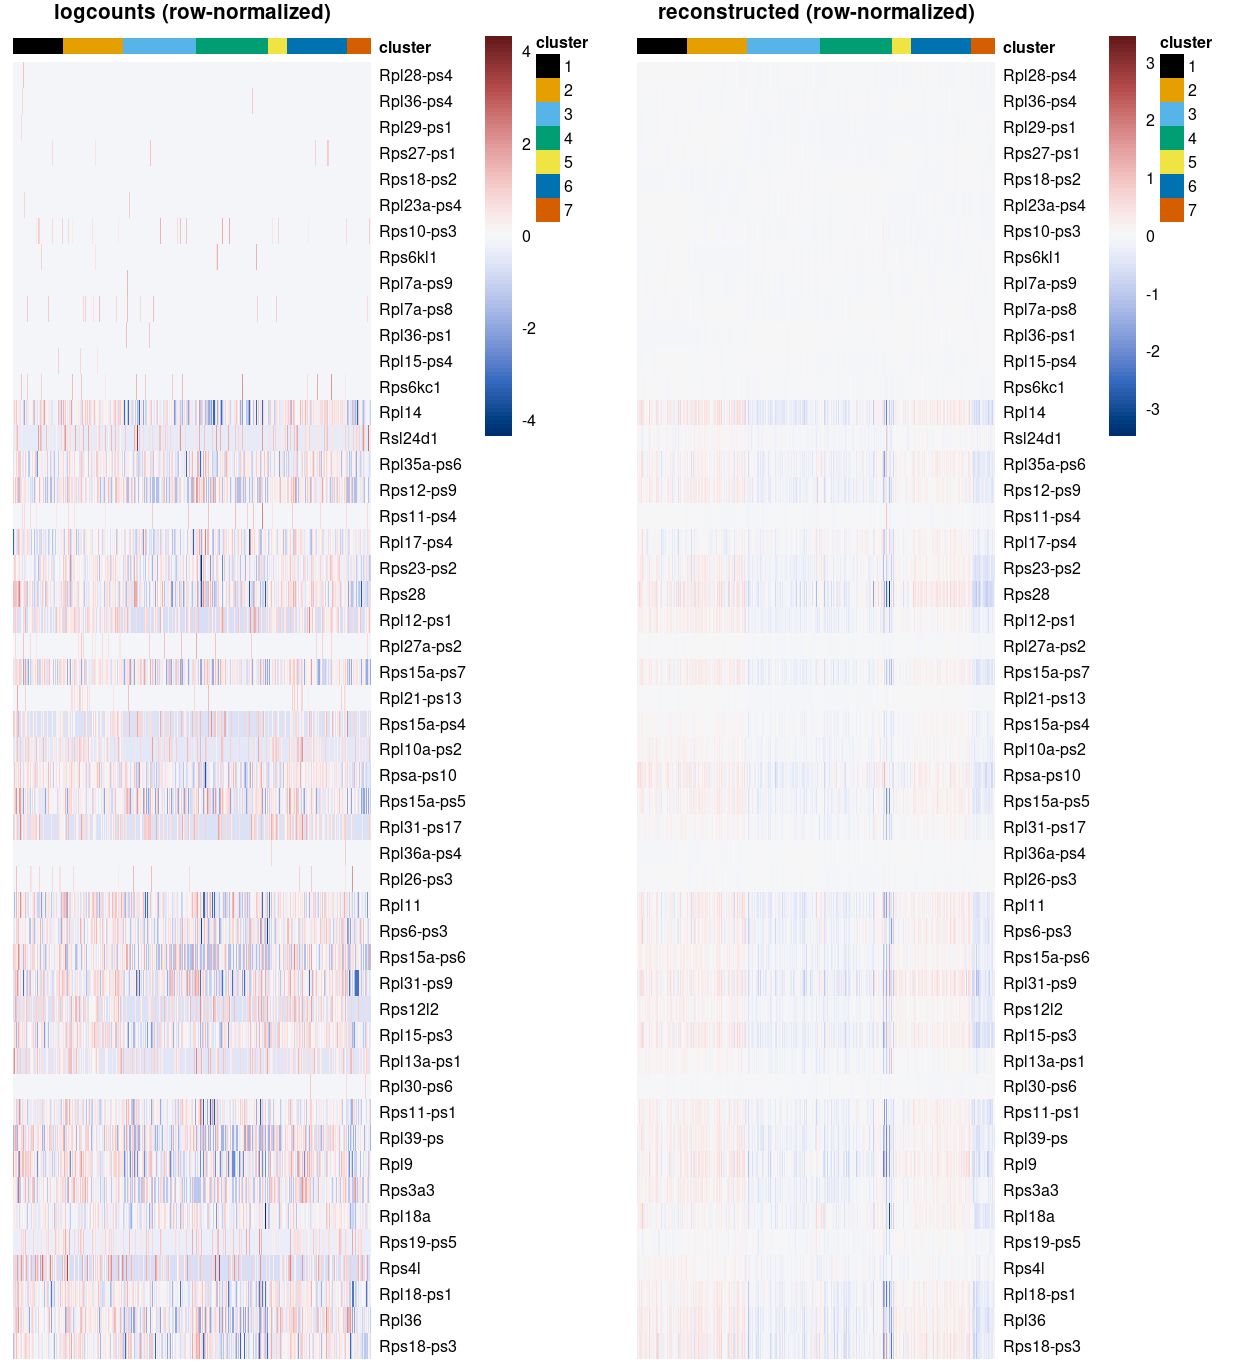 logcounts (row-normalized)
cluster
Rpl28-ps4
Rpl36-ps4
Rpl29-ps1
Rps27-ps1
Rps18-ps2
Rpl23a-ps4
Rps10-ps3
Rps6kl1
Rpl7a-ps9
Rpl7a-ps8
Rpl36-ps1
Rpl15-ps4
Rps6kc1
Rpl14
Rsl24d1
Rpl35a-ps6
Rps12-ps9
Rps11-ps4
Rpl17-ps4
Rps23-ps2
Rps28
Rpl12-ps1
Rpl27a-ps2
Rps15a-ps7
Rpl21-ps13
Rps15a-ps4
Rpl10a-ps2
Rpsa-ps10
Rps15a-ps5
Rpl31-ps17
Rpl36a-ps4
Rpl26-ps3
Rpl11
Rps6-ps3
Rps15a-ps6
Rpl31-ps9
Rps12l2
Rpl15-ps3
Rpl13a-ps1
Rpl30-ps6
Rps11-ps1
Rpl39-ps
Rpl9
Rps3a3
Rpl18a
Rps19-ps5
Rps4l
Rpl18-ps1
Rpl36
Rps18-ps3
4
2
0
-2
-4
cluster
1
2
3
4
5
6
7
reconstructed (row-normalized)
cluster
Rpl28-ps4
Rpl36-ps4
Rpl29-ps1
Rps27-ps1
Rps18-ps2
Rpl23a-ps4
Rps10-ps3
Rps6kl1
Rpl7a-ps9
Rpl7a-ps8
Rpl36-ps1
Rpl15-ps4
Rps6kc1
Rpl14
Rsl24d1
Rpl35a-ps6
Rps12-ps9
Rps11-ps4
Rpl17-ps4
Rps23-ps2
Rps28
Rpl12-ps1
Rpl27a-ps2
Rps15a-ps7
Rpl21-ps13
Rps15a-ps4
Rpl10a-ps2
Rpsa-ps10
Rps15a-ps5
Rpl31-ps17
Rpl36a-ps4
Rpl26-ps3
Rpl11
Rps6-ps3
Rps15a-ps6
Rpl31-ps9
Rps12l2
Rpl15-ps3
Rpl13a-ps1
Rpl30-ps6
Rps11-ps1
Rpl39-ps
Rpl9
Rps3a3
Rpl18a
Rps19-ps5
Rps4l
Rpl18-ps1
Rpl36
Rps18-ps3
3
2
1
0
-1
-2
-3
cluster
1
2
3
4
5
6
7